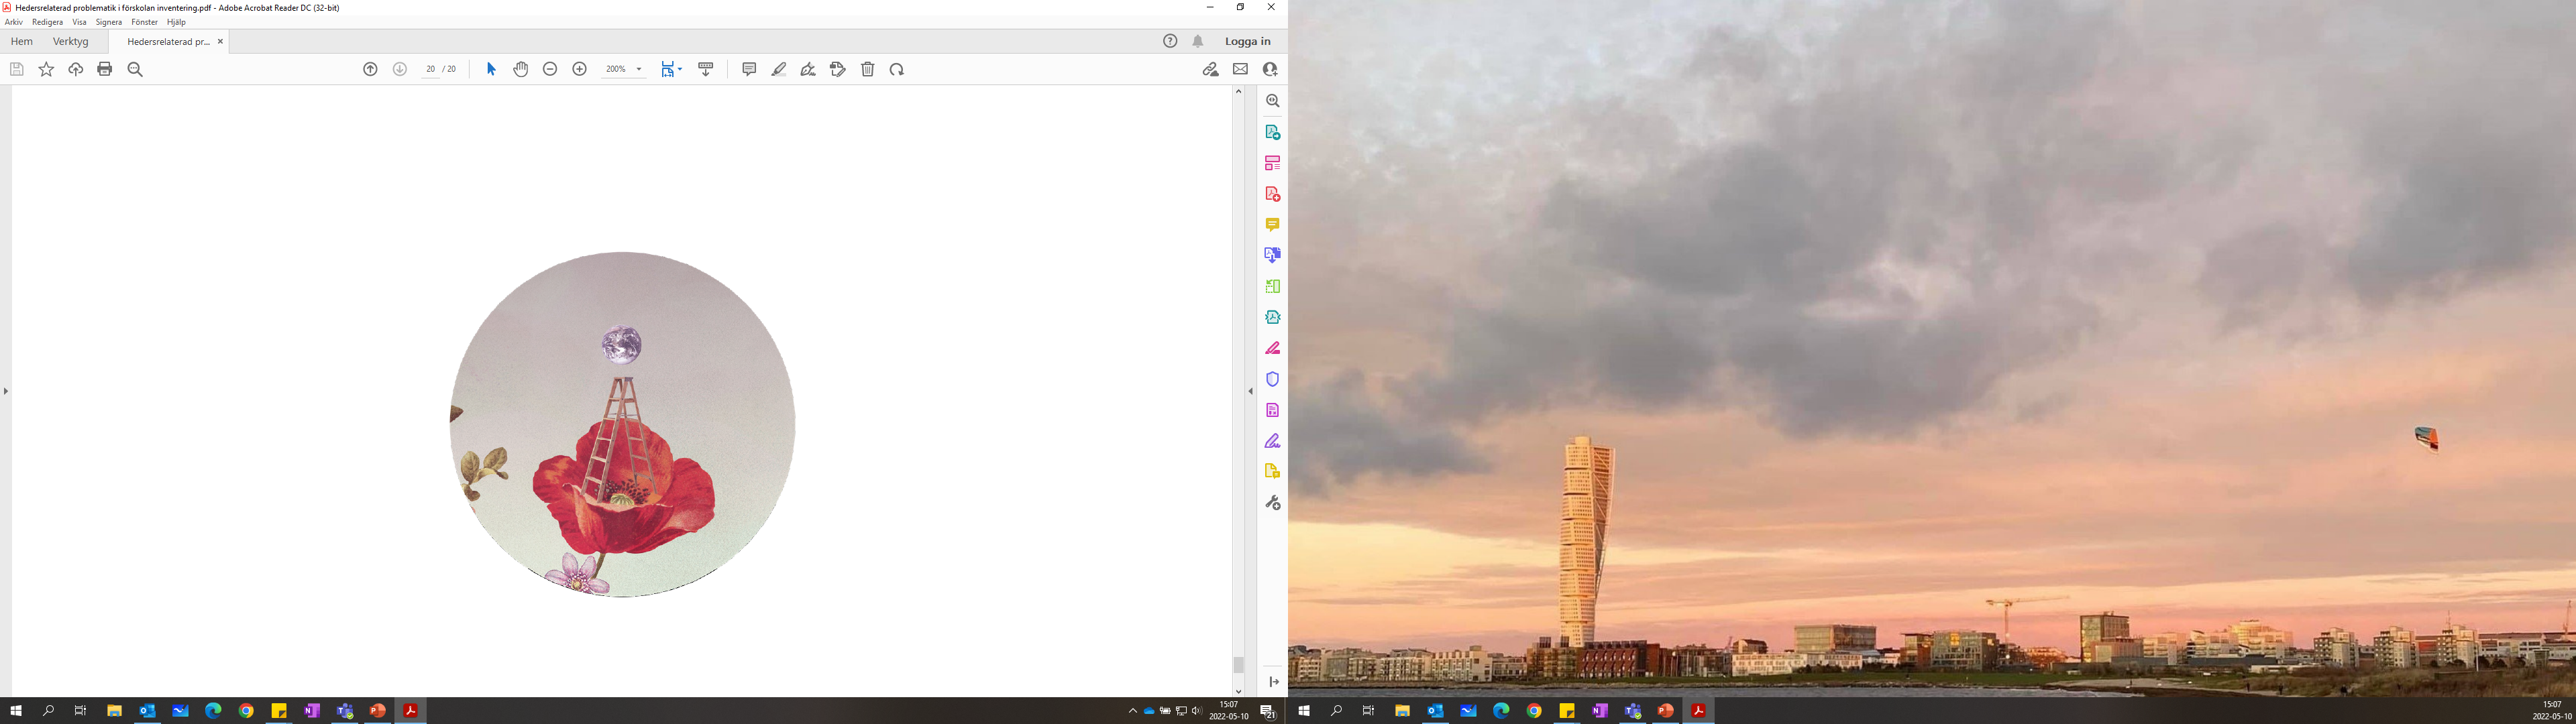 Hedersrelaterad problematik i förskolan inventering.pdf - Adobe Acrobat Reader DC (32-bit)
Arkiv Redigera Visa Signera Fönster Hjälp
Hem Verktyg Hedersrelaterad pr... Logga in
20 / 20 200%
15:07
2022-05-10
21
15:07
2022-05-10